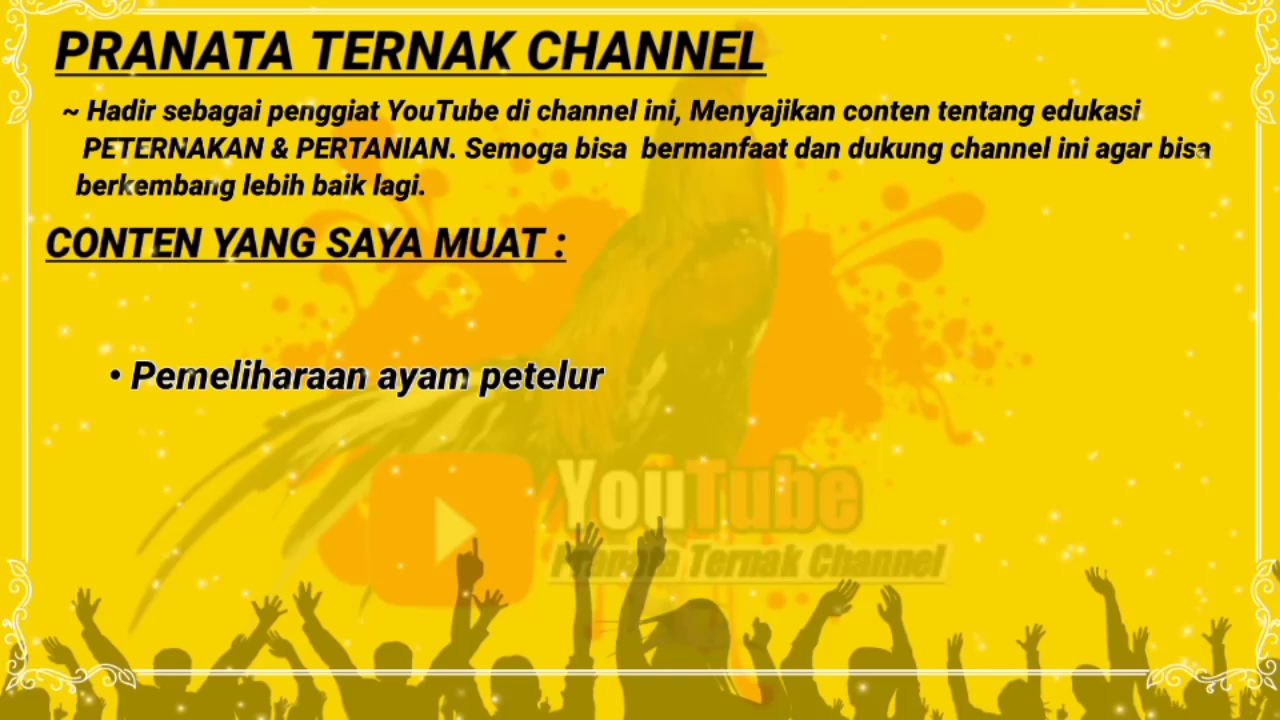 PRANATA TERNAK CHANNEL
~ Hadir sebagai penggiat YouTube di channel ini, Menyajikan conten tentang edukasi
PETERNAKAN & PERTANIAN. Semoga bisa bermanfaat dan dukung channel ini agar bisa
berkembang lebih baik lagi.
CONTEN YANG SAYA MUAT :
• Pemeliharaan ayam petelur
YouTube
Pranata Ternak Channel